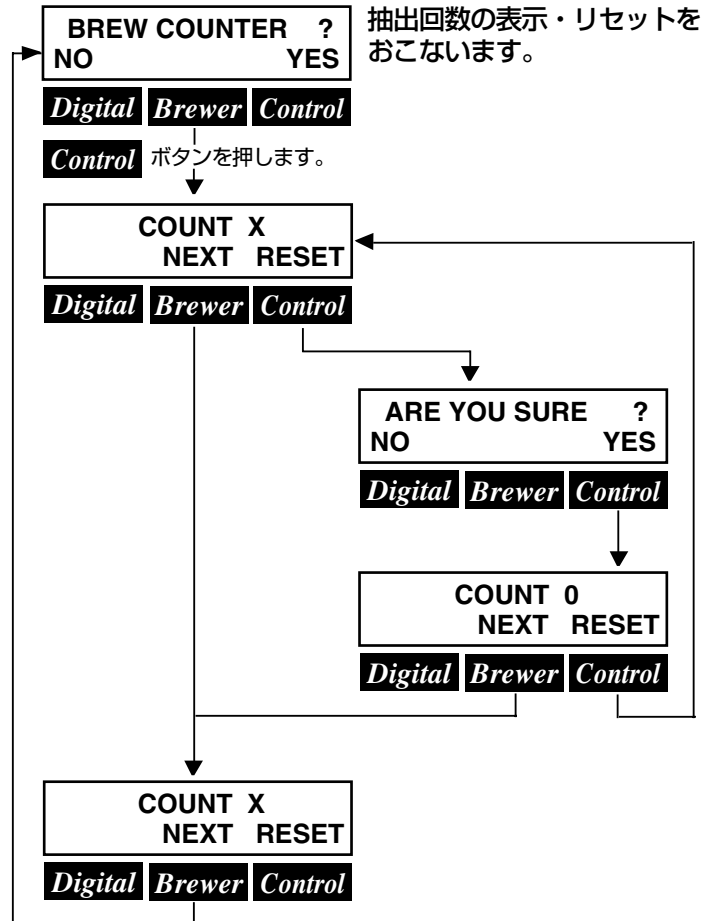 BREW COUNTER ?
NO YES
抽出回数の表示・リセットを
おこないます。
Digital Brewer Control
Control ボタンを押します。
COUNT X
NEXT RESET
Digital Brewer Control
ARE YOU SURE ?
NO YES
Digital Brewer Control
COUNT 0
NEXT RESET
Digital Brewer Control
COUNT X
NEXT RESET
Digital Brewer Control